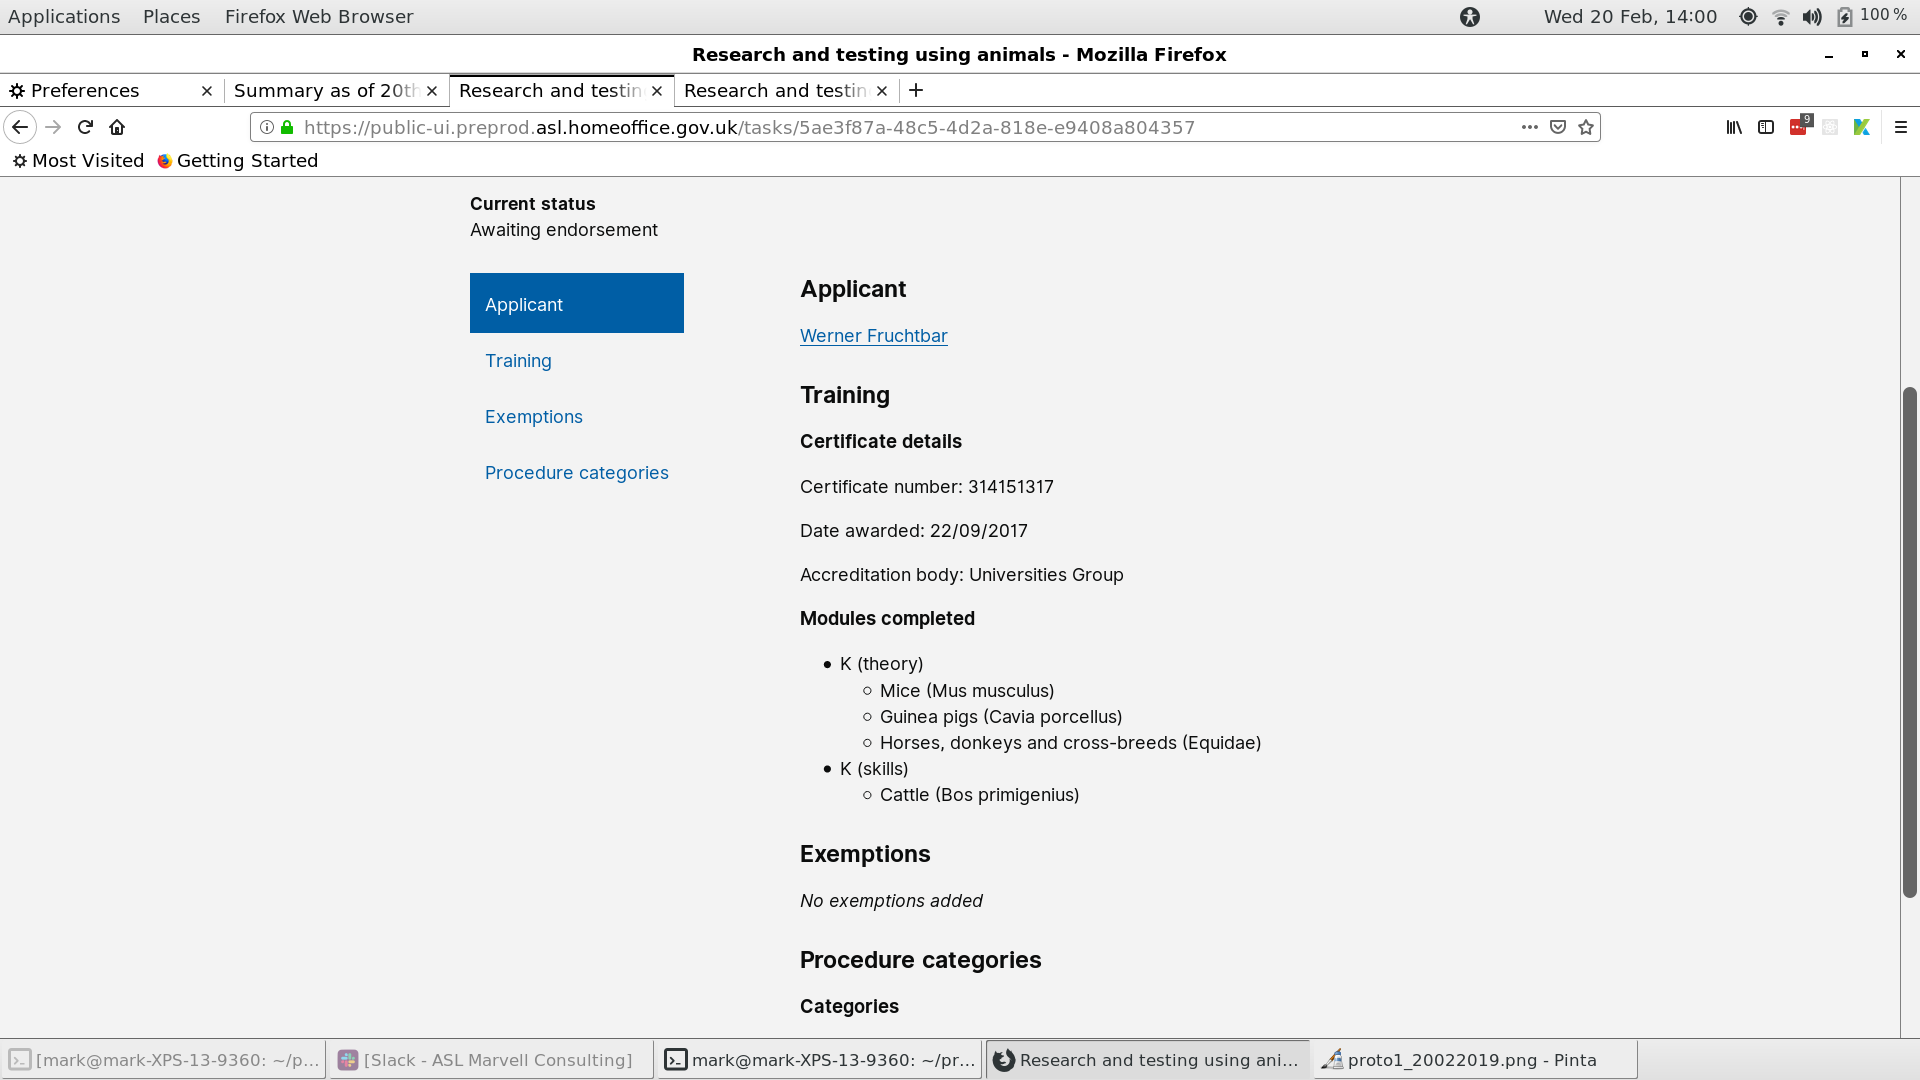 Applications Places Firefox Web Browser Wed 20 Feb, 14:00 100 %
Research and testing using animals - Mozilla Firefox
Preferences Summary as of 20th Research and testin Research and testin
https://public-ui.preprod.asl.homeoffice.gov.uk/tasks/5ae3f87a-48c5-4d2a-818e-e9408a804357 9
Most Visited Getting Started
Current status
Awaiting endorsement
Applicant
Training
Exemptions
Procedure categories
Applicant
Werner Fruchtbar
Training
Certificate details
Certificate number: 314151317
Date awarded: 22/09/2017
Accreditation body: Universities Group
Modules completed
K (theory)
Mice (Mus musculus)
Guinea pigs (Cavia porcellus)
Horses, donkeys and cross-breeds (Equidae)
K (skills)
Cattle (Bos primigenius)
Exemptions
No exemptions added
Procedure categories
Categories
[mark@mark-XPS-13-9360: ~/p... [Slack - ASL Marvell Consulting] mark@mark-XPS-13-9360: ~/pr... Research and testing using ani... proto1_20022019.png - Pinta